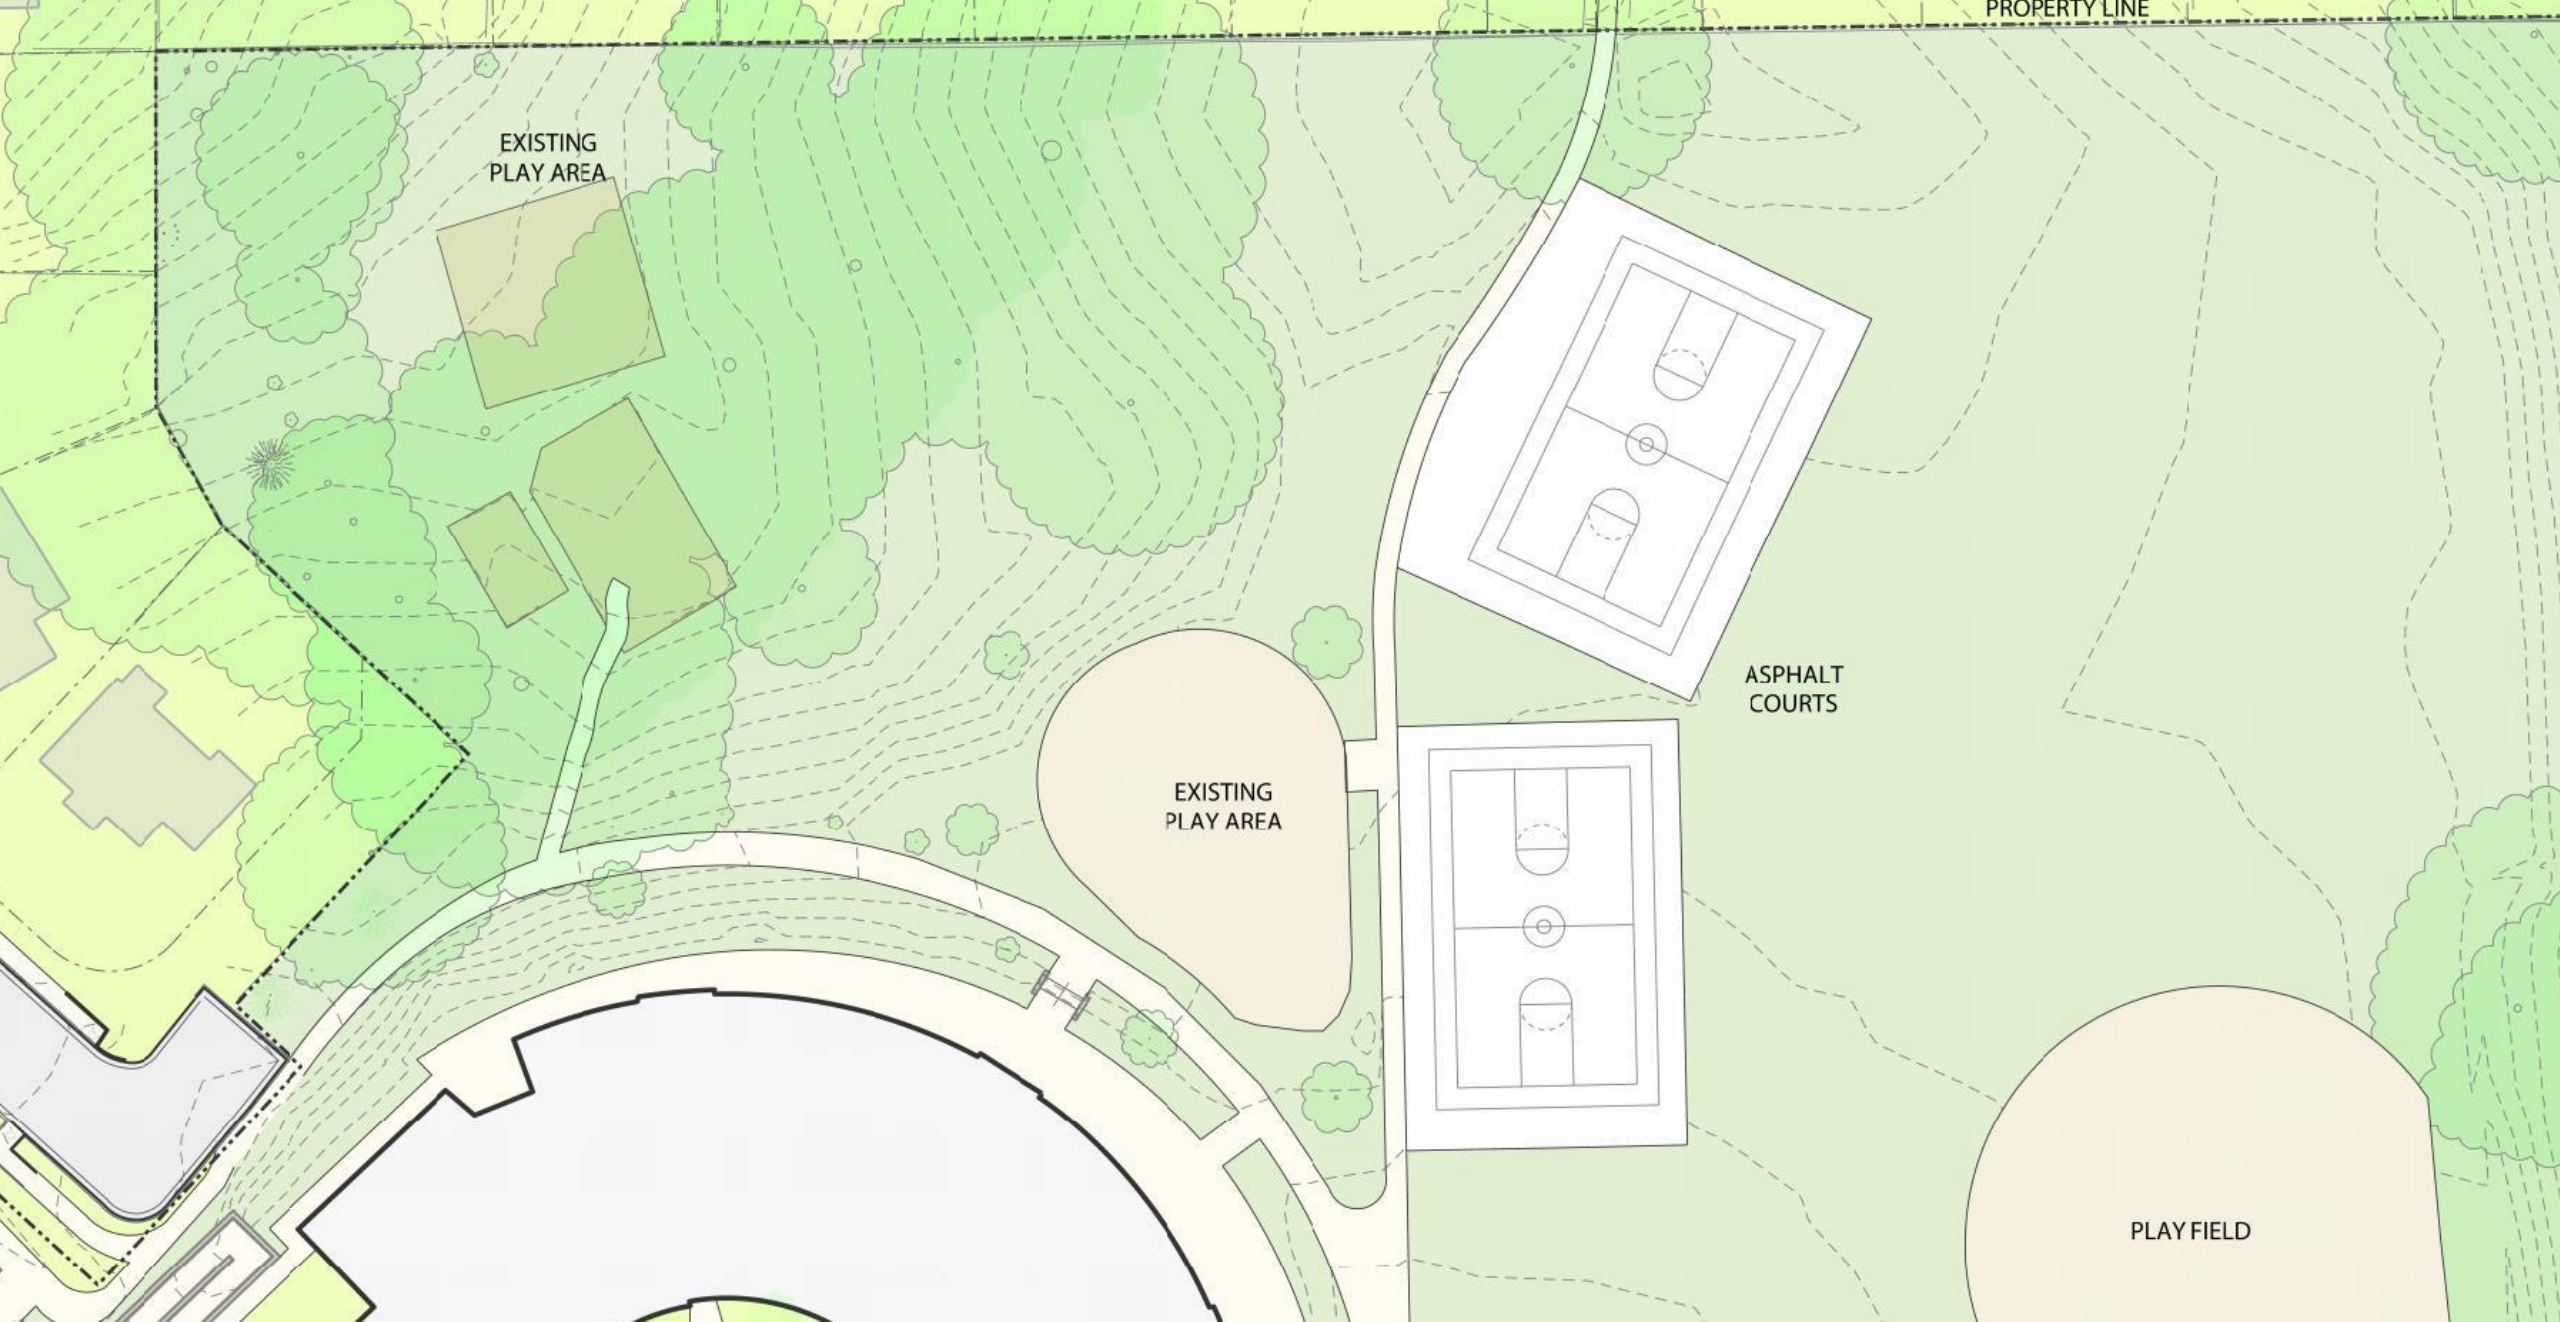 PROPERTY LINE
EXISTING
PLAY AREA
ASPHALT
COURTS
EXISTING
PLAY AREA
PLAY FIELD